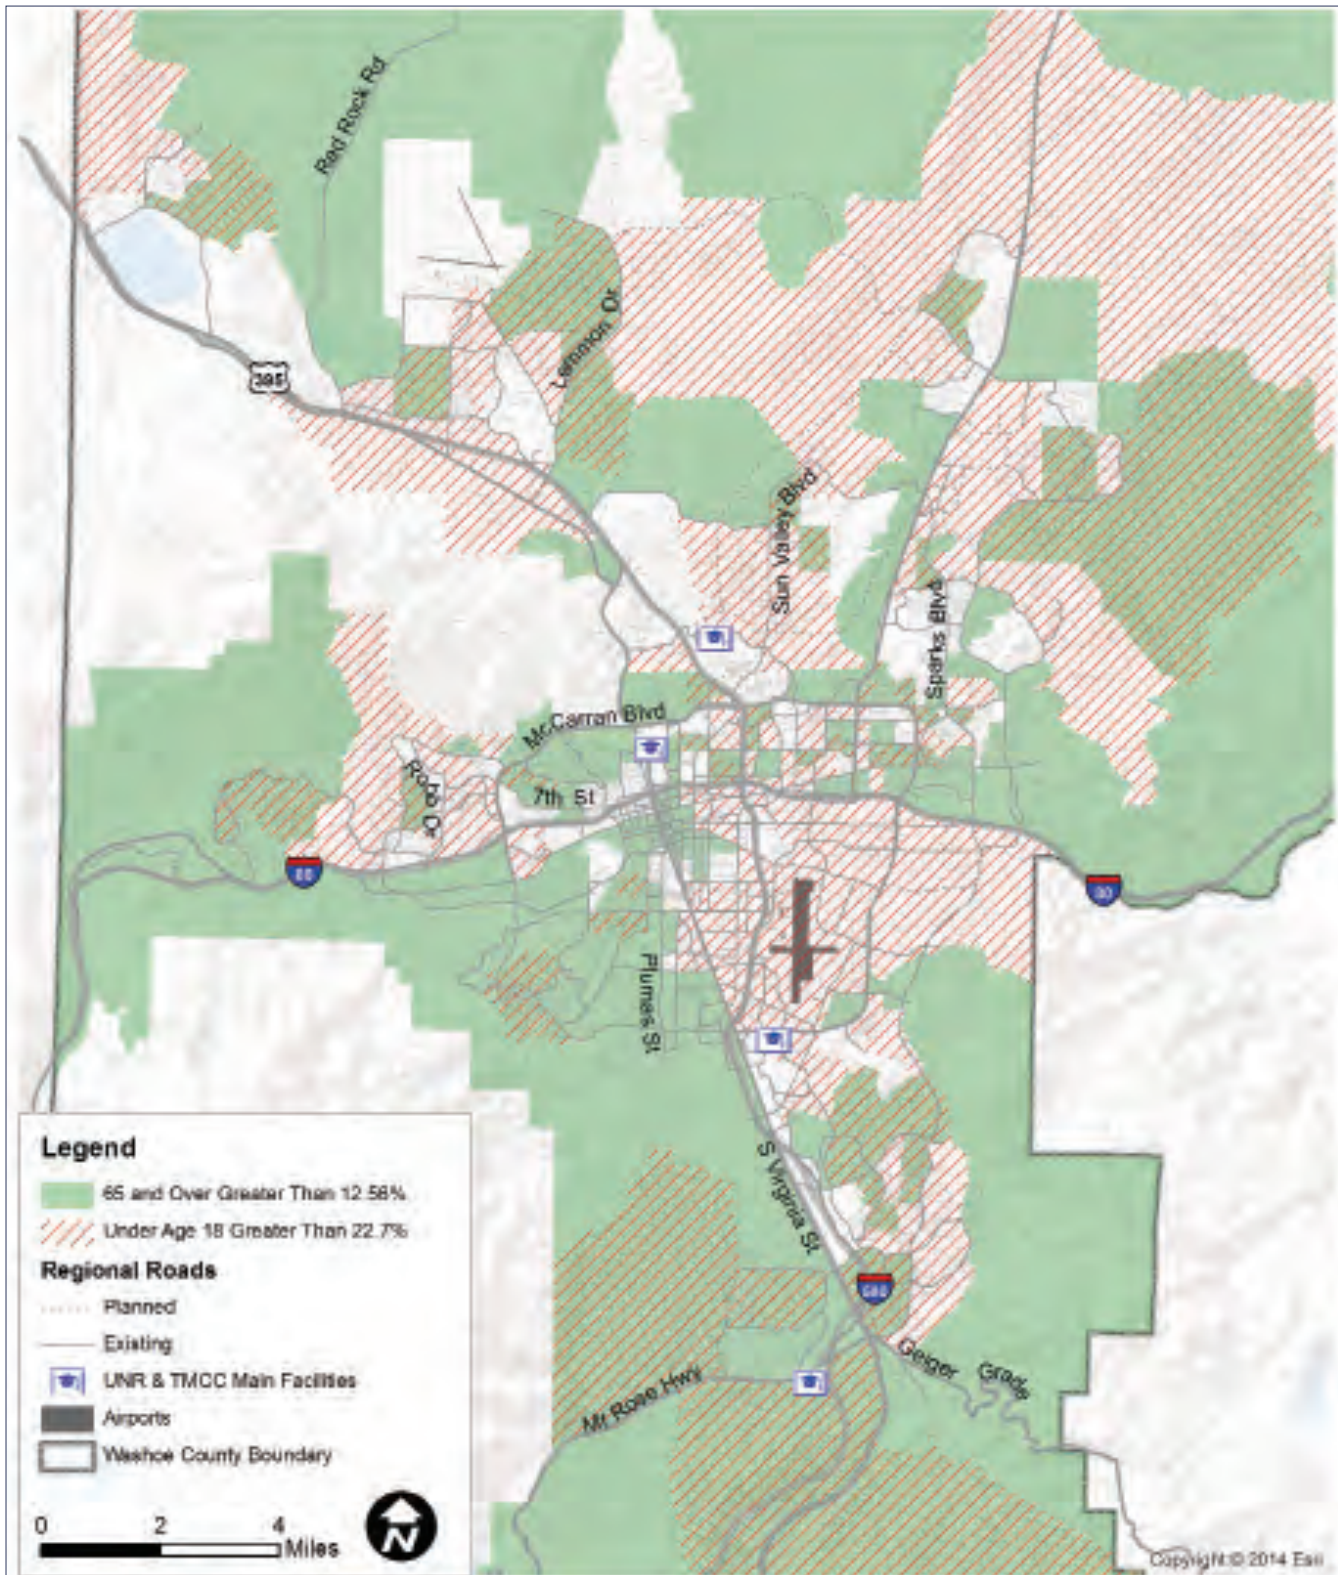 Red Rock Rd
395
Lemmon Dr
Sun Valley Blvd
Sparks Blvd
McCarran Blvd
Robb Dr
7th St
80
80
Plumas St
S Virginia St
580
Geiger Grade
Mt Rose Hwy
Legend
65 and Over Greater Than 12.56%
Under Age 18 Greater Than 22.7%
Regional Roads
Planned
Existing
UNR & TMCC Main Facilities
Airports
Washoe County Boundary
0 2 4
Miles
N
Copyright:© 2014 Esri